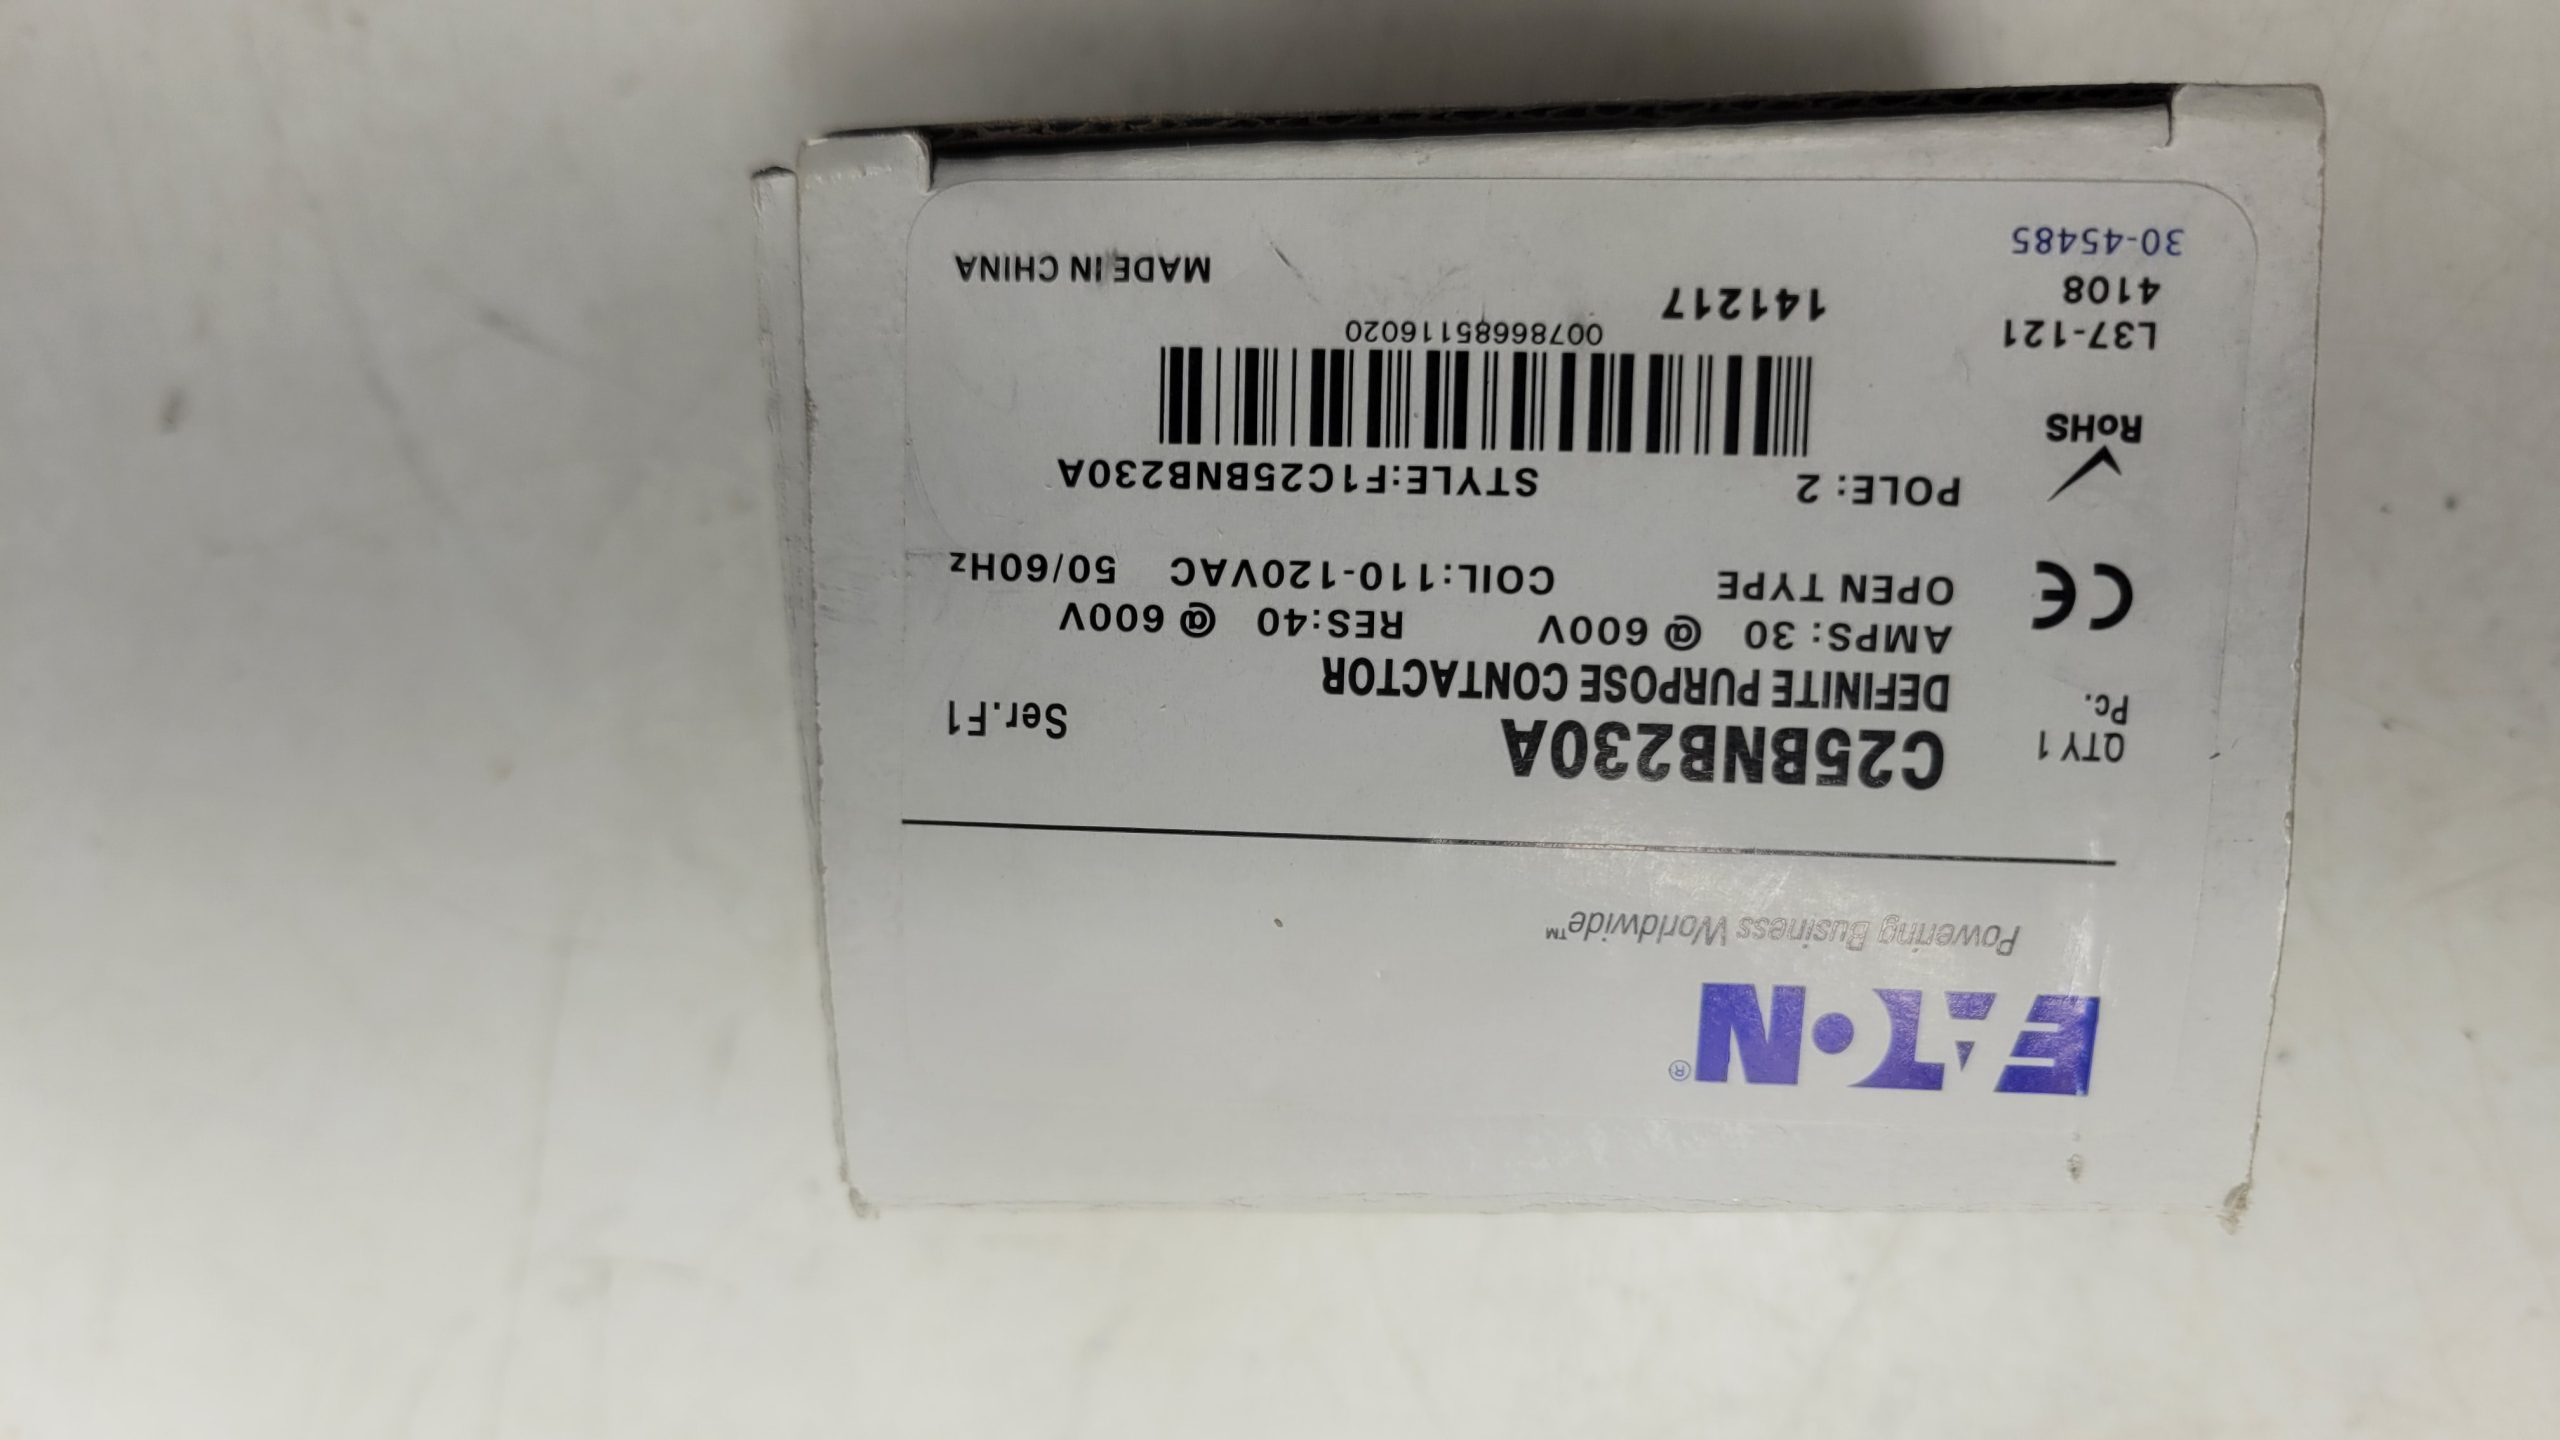 EATON®
Powering Business Worldwide™
QTY 1
Pc.
C25BNB230A
Ser.F1
DEFINITE PURPOSE CONTACTOR
AMPS: 30 @ 600V RES:40 @ 600V
OPEN TYPE COIL:110-120VAC 50/60Hz
CE
POLE: 2 STYLE:F1C25BNB230A
RoHS
00786685116020
L37-121
4108
141217
MADE IN CHINA
30-45485